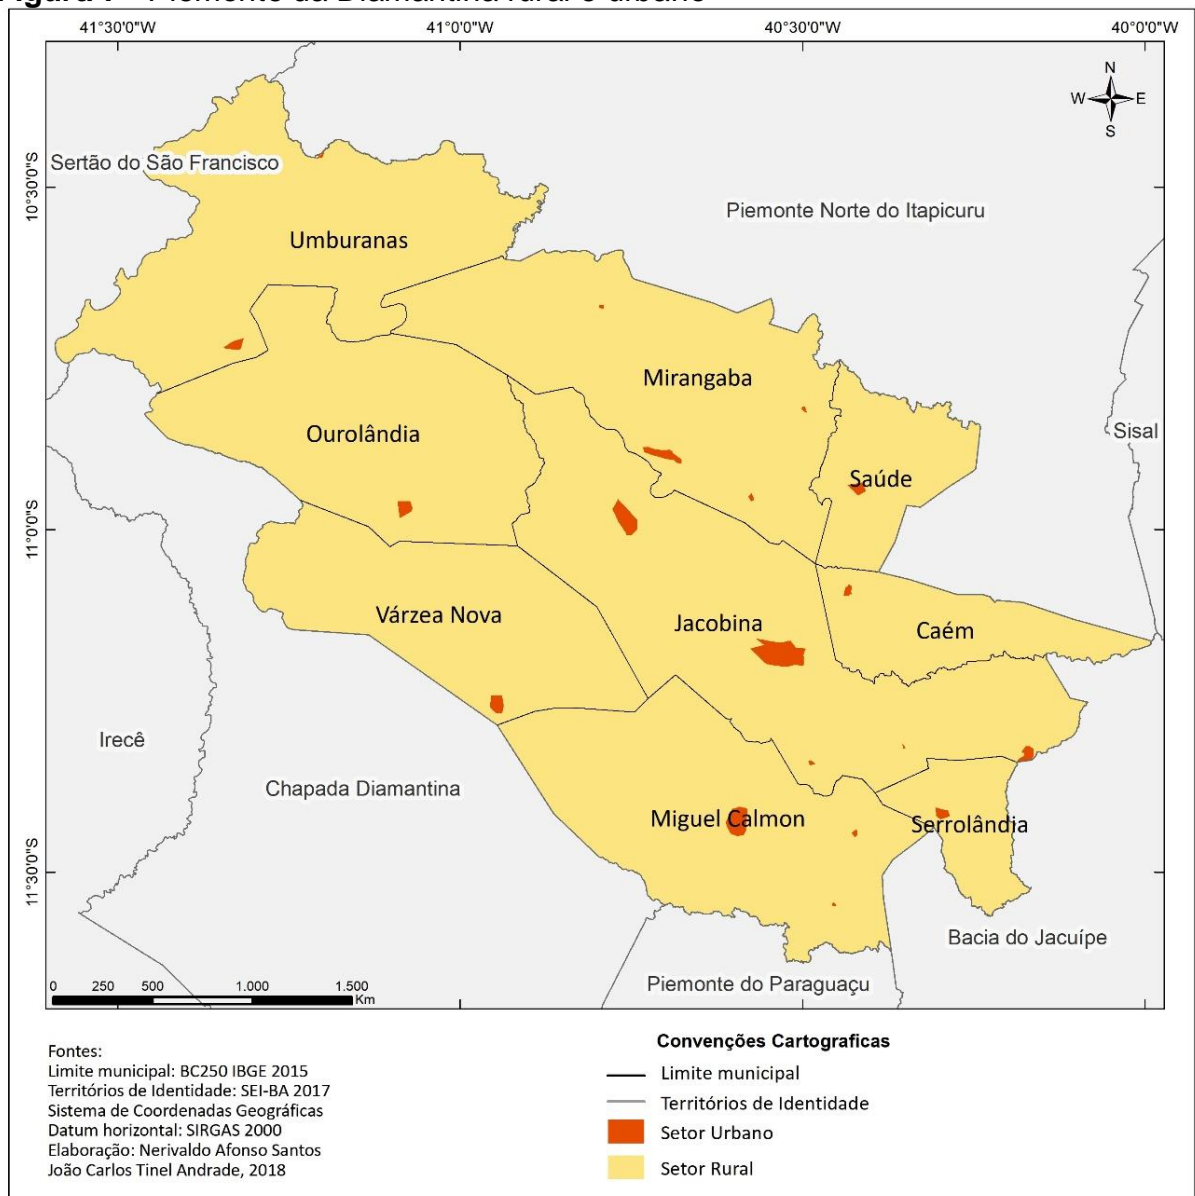 41°30'0"W 41°0'0"W 40°30'0"W 40°0'0"W
N
W E
S
Sertão do São Francisco
10°30'0"S
Piemonte Norte do Itapicuru
Umburanas
Mirangaba
Ourolândia
Sisal
Saúde
11°0'0"S
Várzea Nova
Jacobina
Caém
Irecê
Chapada Diamantina
Miguel Calmon
Serrolândia
11°30'0"S
Bacia do Jacuípe
Piemonte do Paraguaçu
0 250 500 1.000 1.500
Km
Fontes:
Limite municipal: BC250 IBGE 2015
Territórios de Identidade: SEI-BA 2017
Sistema de Coordenadas Geográficas
Datum horizontal: SIRGAS 2000
Elaboração: Nerivaldo Afonso Santos
João Carlos Tinel Andrade, 2018
Convenções Cartograficas
Limite municipal
Territórios de Identidade
Setor Urbano
Setor Rural